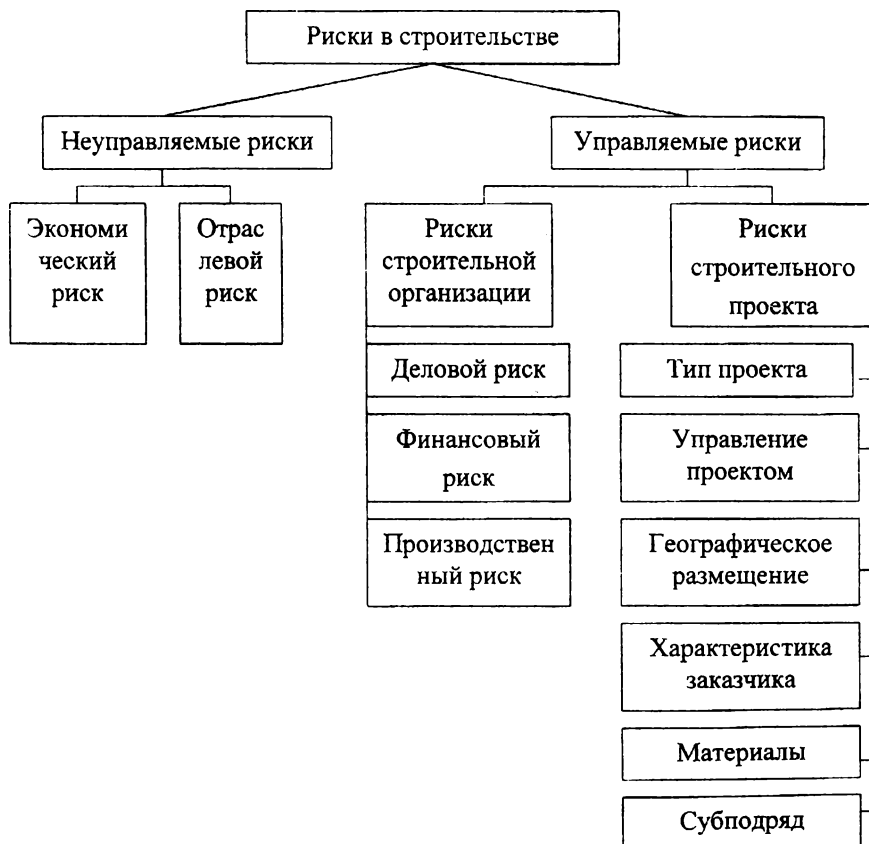 Риски в строительстве
Неуправляемые риски
Управляемые риски
Экономи
ческий
риск
Отрас
левой
риск
Риски
строительной
организации
Риски
строительного
проекта
Деловой риск
Финансовый
риск
Производствен
ный риск
Тип проекта
Управление
проектом
Географическое
размещение
Характеристика
заказчика
Материалы
Субподряд